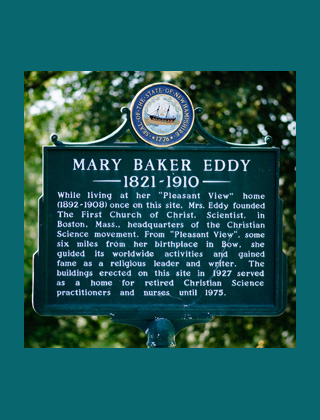 SEAL OF THE STATE OF NEW HAMPSHIRE
1776
MARY BAKER EDDY
1821-1910
While living at her "Pleasant View" home
(1892-1908) once on this site, Mrs. Eddy founded
The First Church of Christ, Scientist, in
Boston, Mass., headquarters of the Christian
Science movement. From "Pleasant View", some
six miles from her birthplace in Bow, she
guided its worldwide activities and gained
fame as a religious leader and writer. The
buildings erected on this site in 1927 served
as a home for retired Christian Science
practitioners and nurses until 1975.